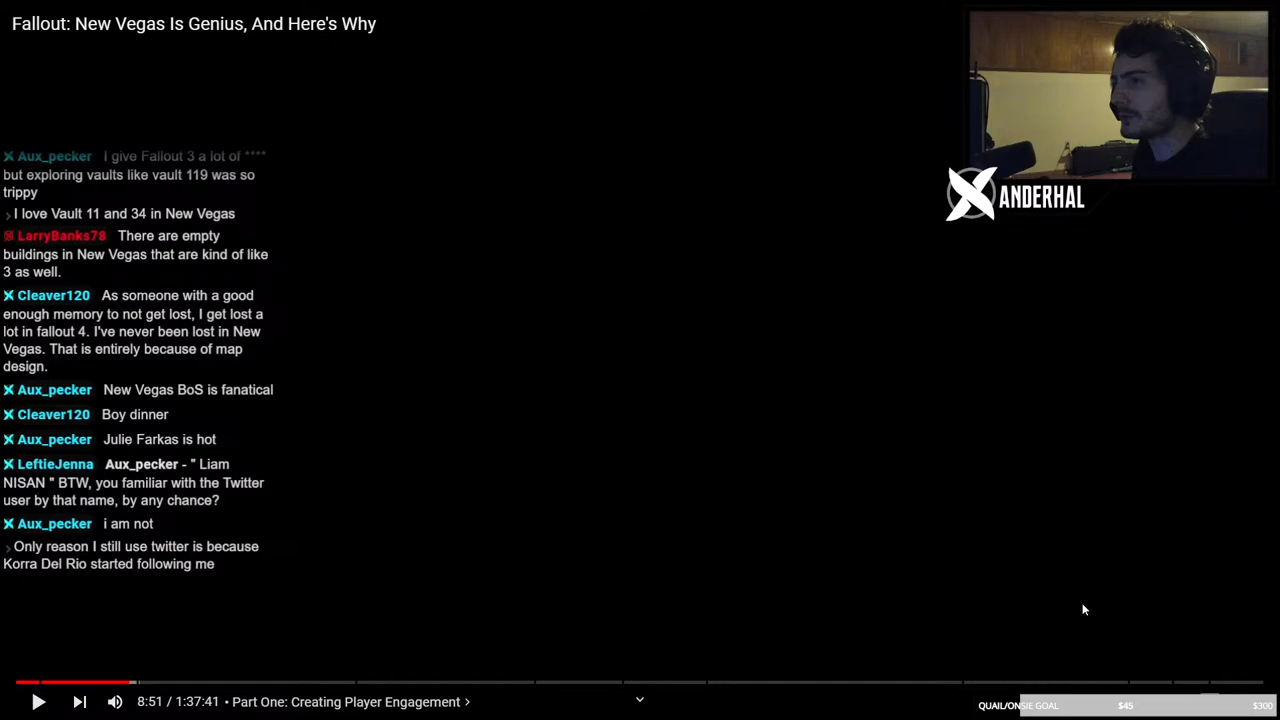 Fallout: New Vegas Is Genius, And Here's Why
Aux_pecker I give Fallout 3 a lot of ****
but exploring vaults like vault 119 was so
trippy
I love Vault 11 and 34 in New Vegas
LarryBanks78 There are empty
buildings in New Vegas that are kind of like
3 as well.
Cleaver120 As someone with a good
enough memory to not get lost, I get lost a
lot in fallout 4. I've never been lost in New
Vegas. That is entirely because of map
design.
Aux_pecker New Vegas BoS is fanatical
Cleaver120 Boy dinner
Aux_pecker Julie Farkas is hot
LeftieJenna Aux_pecker - " Liam
NISAN " BTW, you familiar with the Twitter
user by that name, by any chance?
Aux_pecker i am not
Only reason I still use twitter is because
Korra Del Rio started following me
XANDERHAL
8:51 / 1:37:41 • Part One: Creating Player Engagement
QUAIL/ONSIE GOAL $45 $300